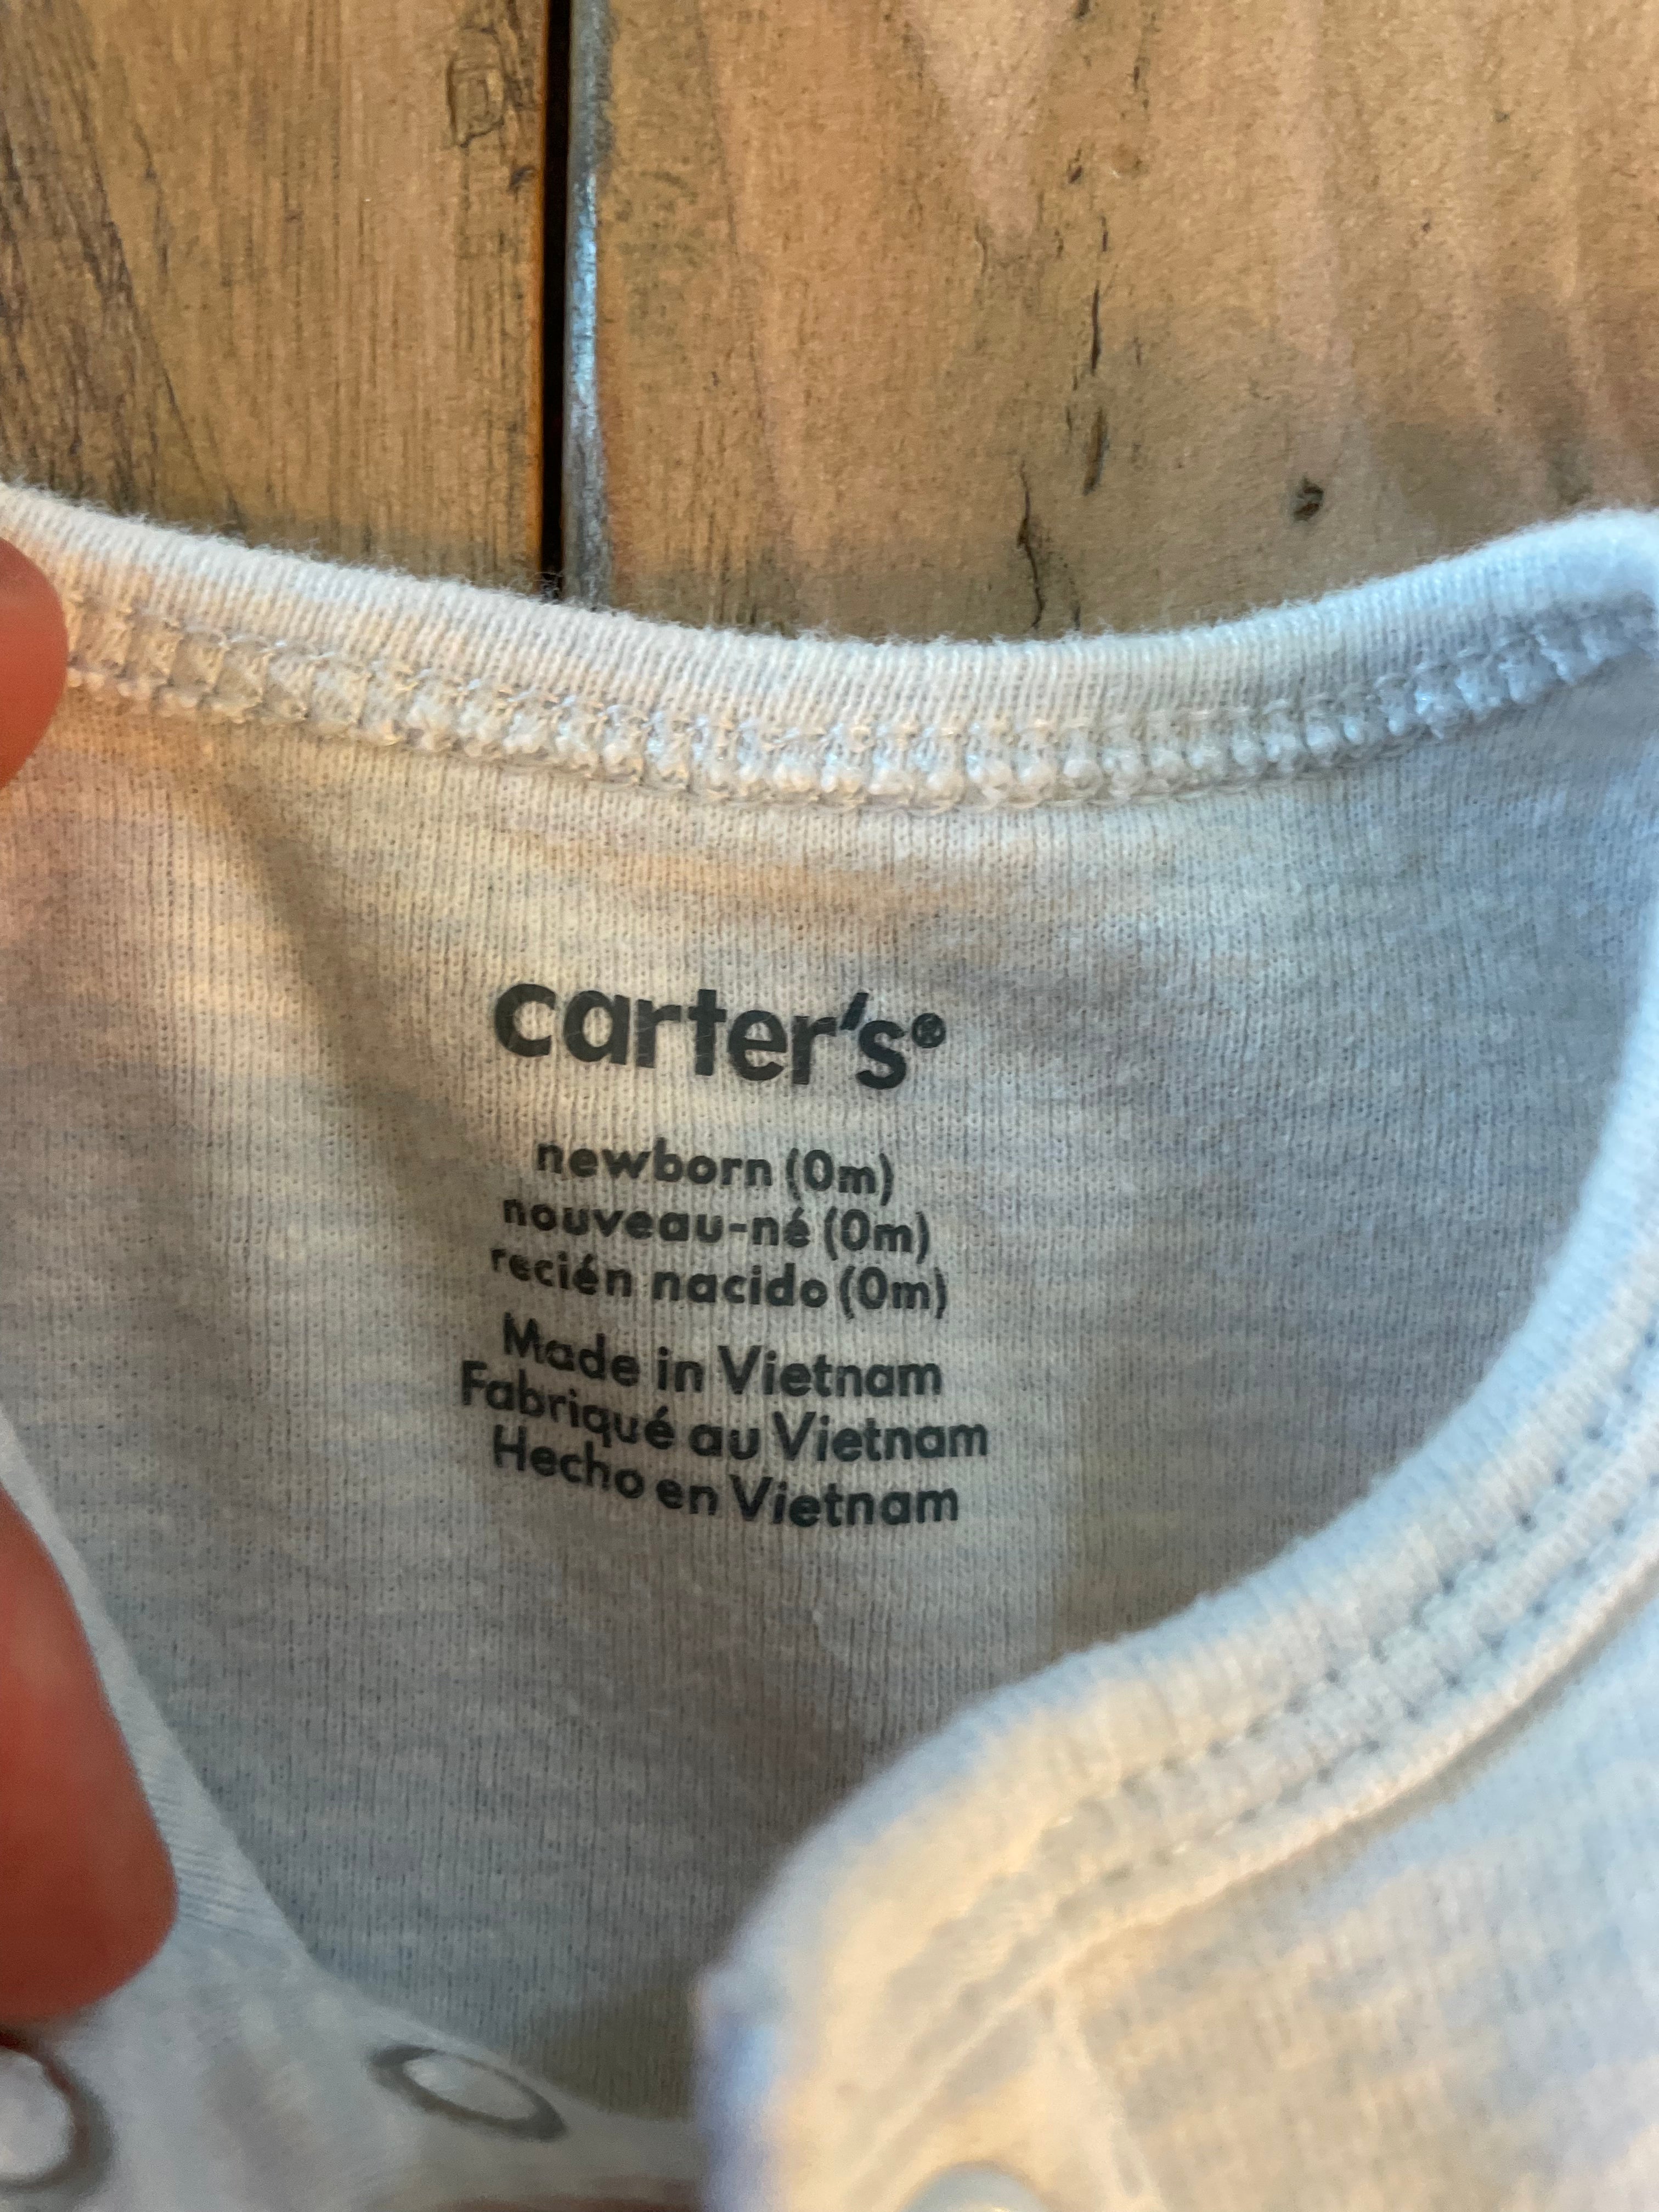 carter's®
newborn (0m)
nouveau-né (0m)
recién nacido (0m)
Made in Vietnam
Fabriqué au Vietnam
Hecho en Vietnam